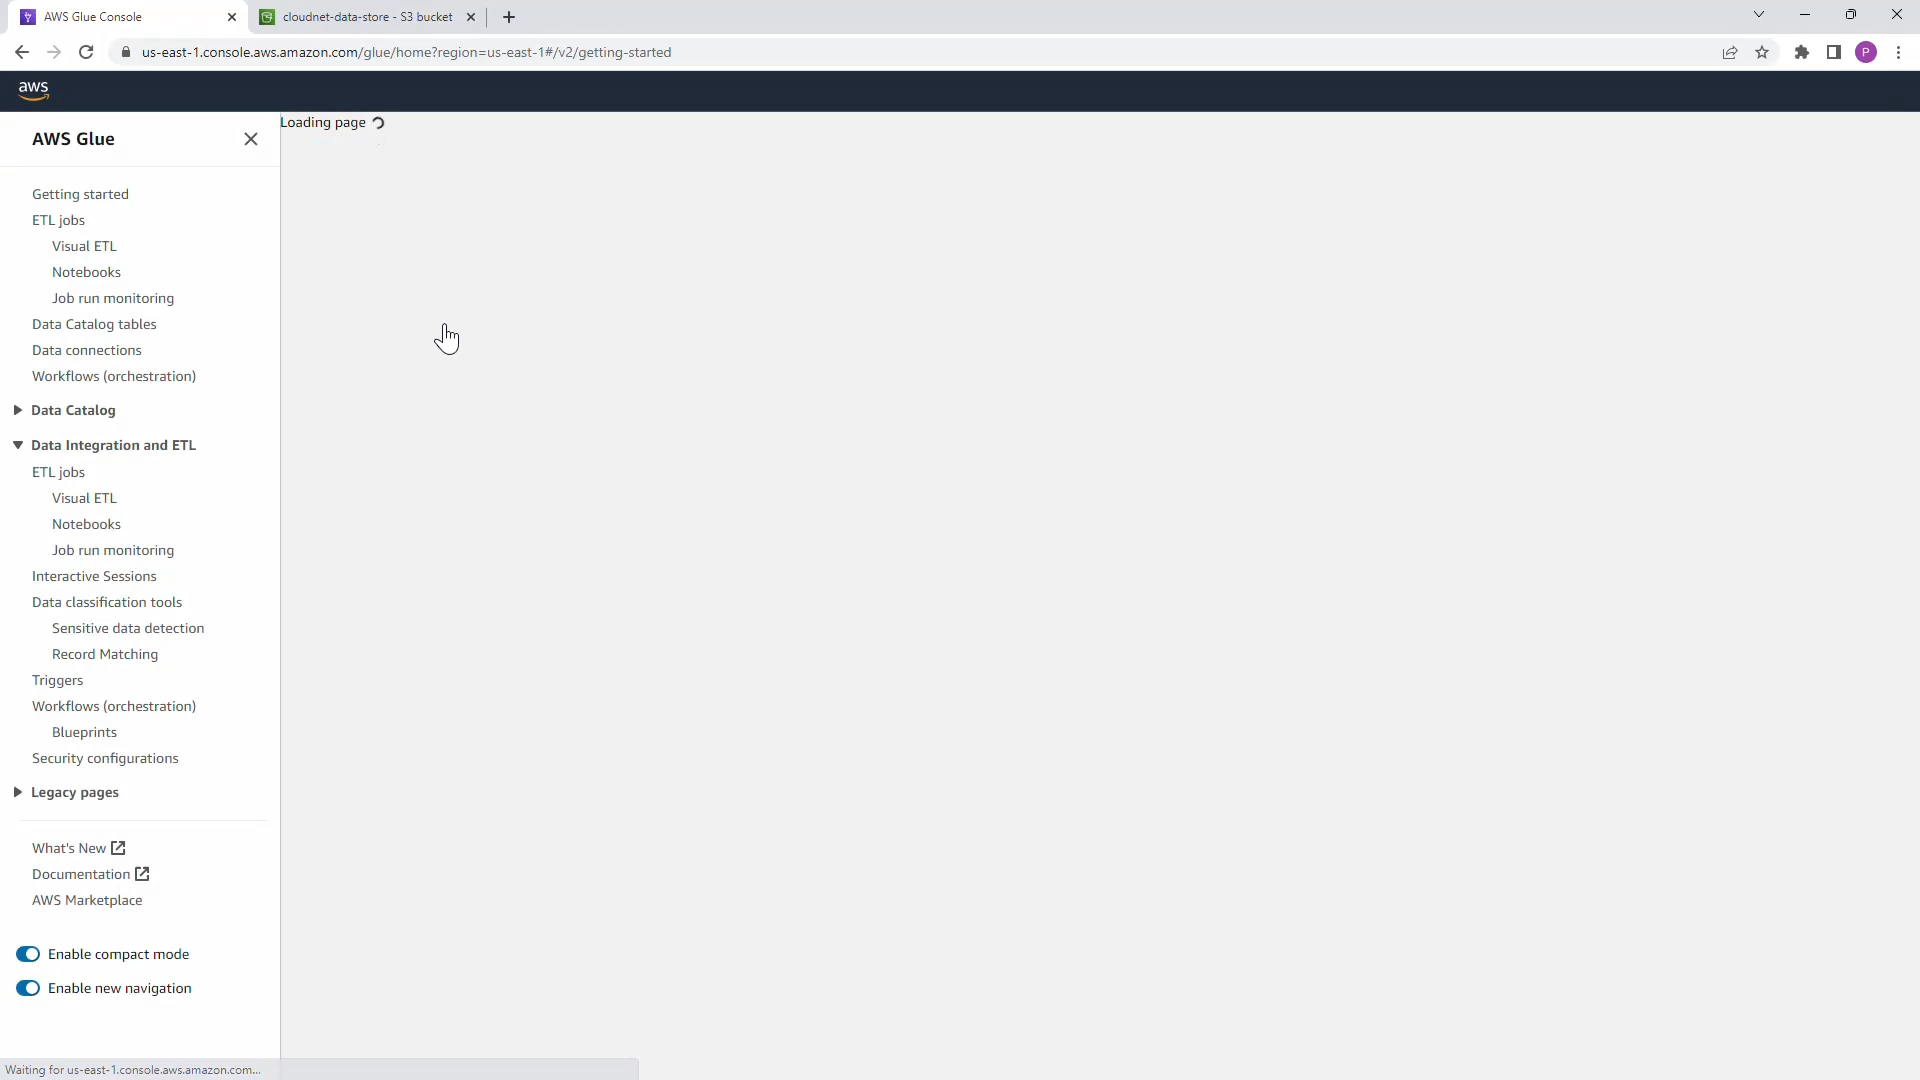 AWS Glue Console
cloudnet-data-store - S3 bucket
us-east-1.console.aws.amazon.com/glue/home?region=us-east-1#/v2/getting-started
P
aws
AWS Glue
Loading page
Getting started
ETL jobs
Visual ETL
Notebooks
Job run monitoring
Data Catalog tables
Data connections
Workflows (orchestration)
Data Catalog
Data Integration and ETL
ETL jobs
Visual ETL
Notebooks
Job run monitoring
Interactive Sessions
Data classification tools
Sensitive data detection
Record Matching
Triggers
Workflows (orchestration)
Blueprints
Security configurations
Legacy pages
What's New
Documentation
AWS Marketplace
Enable compact mode
Enable new navigation
Waiting for us-east-1.console.aws.amazon.com...